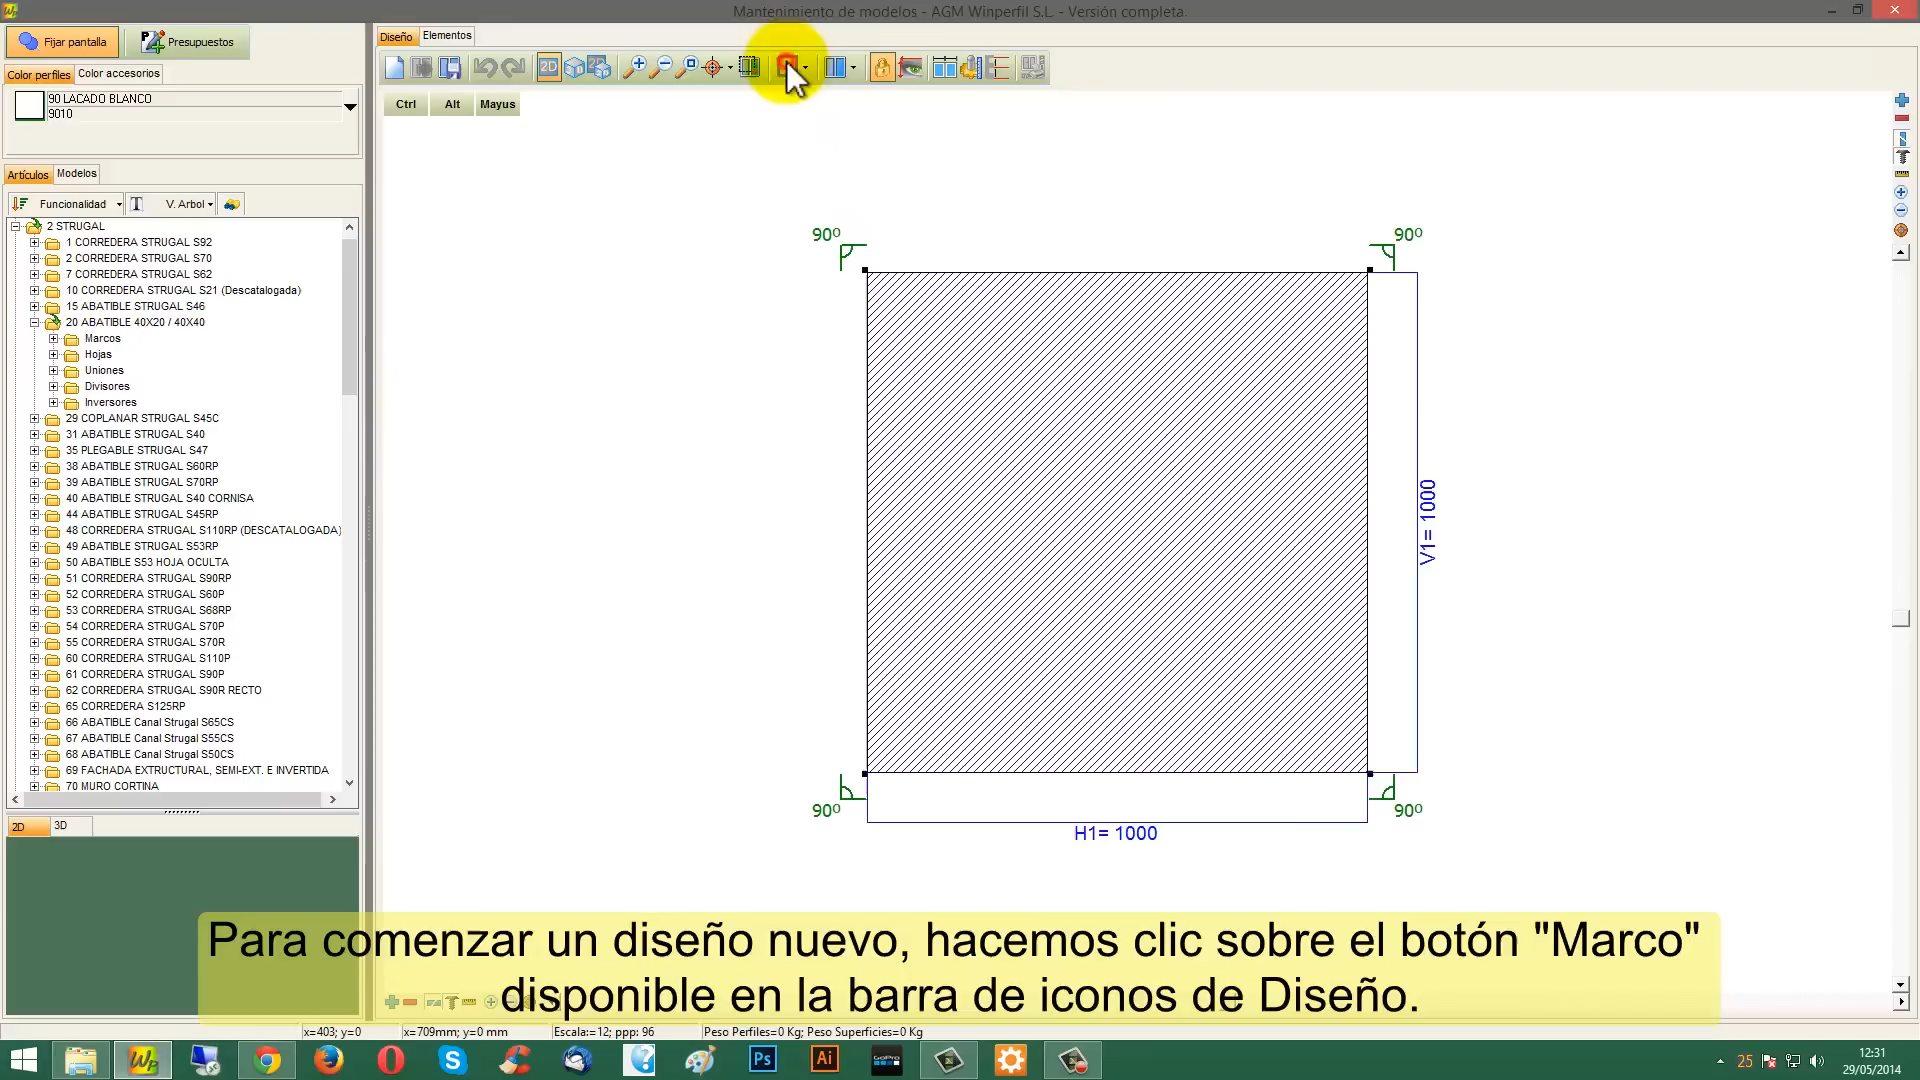 Mantenimiento de modelos - AGM Winperfil S.L. - Versión completa.
Fijar pantalla
Presupuestos
Diseño
Elementos
Color perfiles
Color accesorios
2D
90 LACADO BLANCO
9010
Ctrl
Alt
Mayus
Artículos
Modelos
Funcionalidad
T
V. Arbol
2 STRUGAL
1 CORREDERA STRUGAL S92
2 CORREDERA STRUGAL S70
7 CORREDERA STRUGAL S62
10 CORREDERA STRUGAL S21 (Descatalogada)
15 ABATIBLE STRUGAL S46
20 ABATIBLE 40X20 / 40X40
Marcos
Hojas
Uniones
Divisores
Inversores
29 COPLANAR STRUGAL S45C
31 ABATIBLE STRUGAL S40
35 PLEGABLE STRUGAL S47
38 ABATIBLE STRUGAL S60RP
39 ABATIBLE STRUGAL S70RP
40 ABATIBLE STRUGAL S40 CORNISA
44 ABATIBLE STRUGAL S45RP
48 CORREDERA STRUGAL S110RP (DESCATALOGADA)
49 ABATIBLE STRUGAL S53RP
50 ABATIBLE S53 HOJA OCULTA
51 CORREDERA STRUGAL S90RP
52 CORREDERA STRUGAL S60P
53 CORREDERA STRUGAL S68RP
54 CORREDERA STRUGAL S70P
55 CORREDERA STRUGAL S70R
60 CORREDERA STRUGAL S110P
61 CORREDERA STRUGAL S90P
62 CORREDERA STRUGAL S90R RECTO
65 CORREDERA S125RP
66 ABATIBLE Canal Strugal S65CS
67 ABATIBLE Canal Strugal S55CS
68 ABATIBLE Canal Strugal S50CS
69 FACHADA EXTRUCTURAL, SEMI-EXT. E INVERTIDA
70 MURO CORTINA
2D
3D
90º
90º
V1= 1000
90º
90º
H1= 1000
Para comenzar un diseño nuevo, hacemos clic sobre el botón "Marco"
disponible en la barra de iconos de Diseño.
x=403; y=0
x=709mm; y=0 mm
Escala:=12; ppp: 96
Peso Perfiles=0 Kg; Peso Superficies=0 Kg
Wp
S
?
Ps
Ai
GoPro
25
12:31
29/05/2014